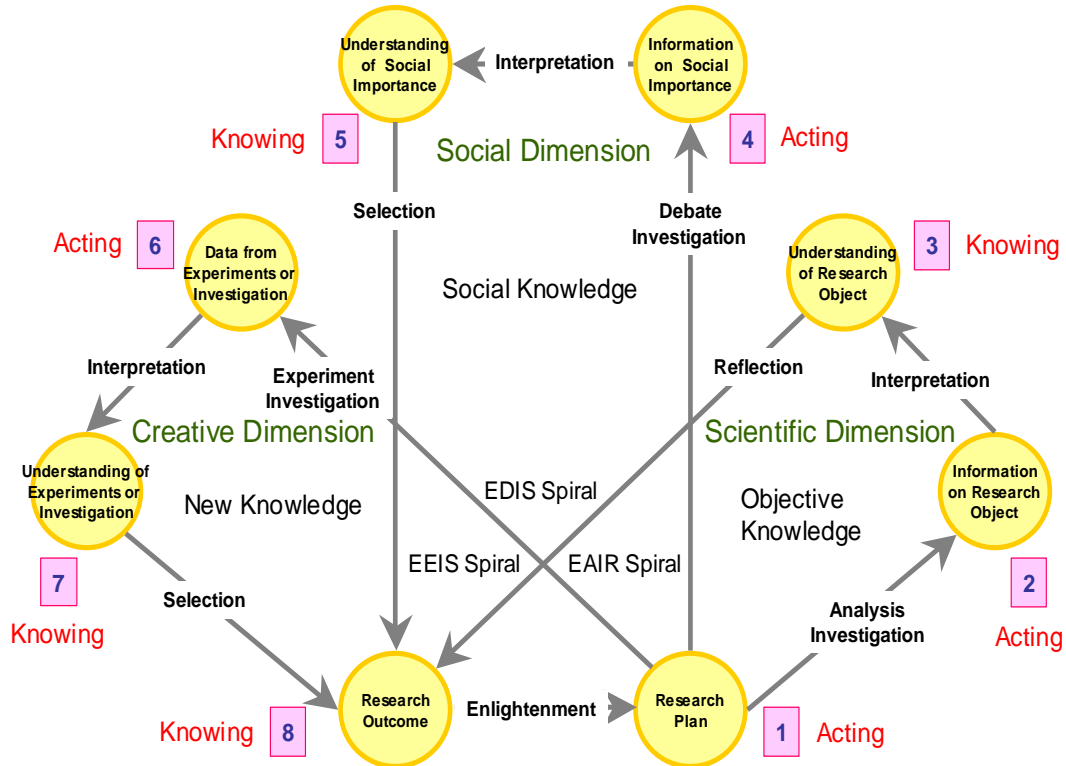 Understanding
of Social
Importance
Interpretation
Information
on Social
Importance
Knowing
5
Social Dimension
4
Acting
Selection
Debate
Investigation
Acting
6
Data from
Experiments or
Investigation
Social Knowledge
Understanding
of Research
Object
3
Knowing
Interpretation
Experiment
Investigation
Reflection
Interpretation
Creative Dimension
Scientific Dimension
Understanding of
Experiments or
Investigation
New Knowledge
EDIS Spiral
Objective
Knowledge
Information
on Research
Object
EEIS Spiral
EAIR Spiral
7
Knowing
Selection
Analysis
Investigation
2
Acting
Knowing
8
Research
Outcome
Enlightenment
Research
Plan
1
Acting